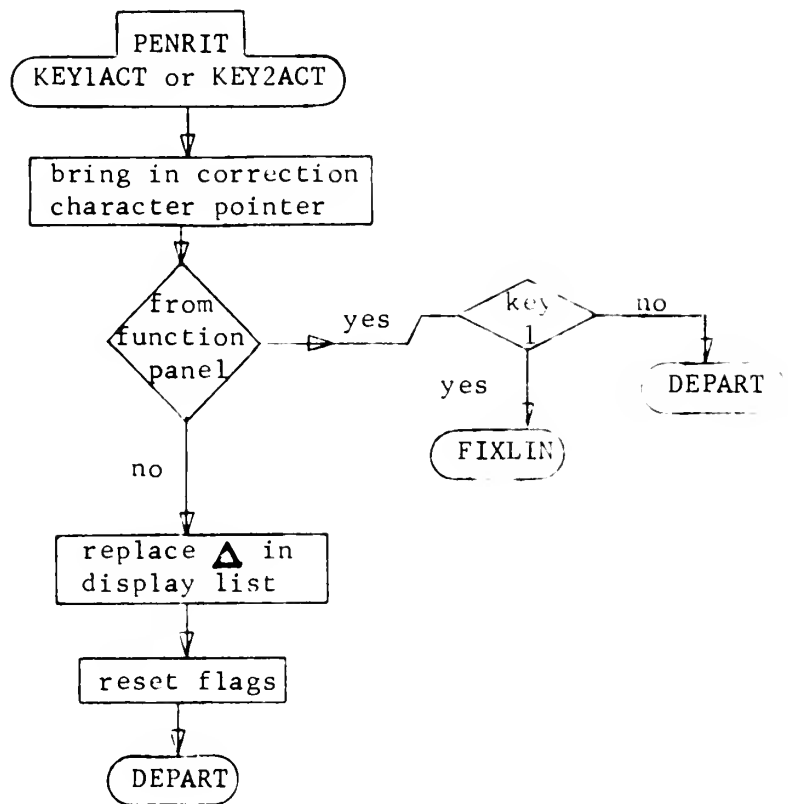 PENRIT
KEY1ACT or KEY2ACT
bring in correction
character pointer
from
function
panel
yes
key
1
no
yes
DEPART
FIXLIN
no
replace Δ in
display list
reset flags
DEPART